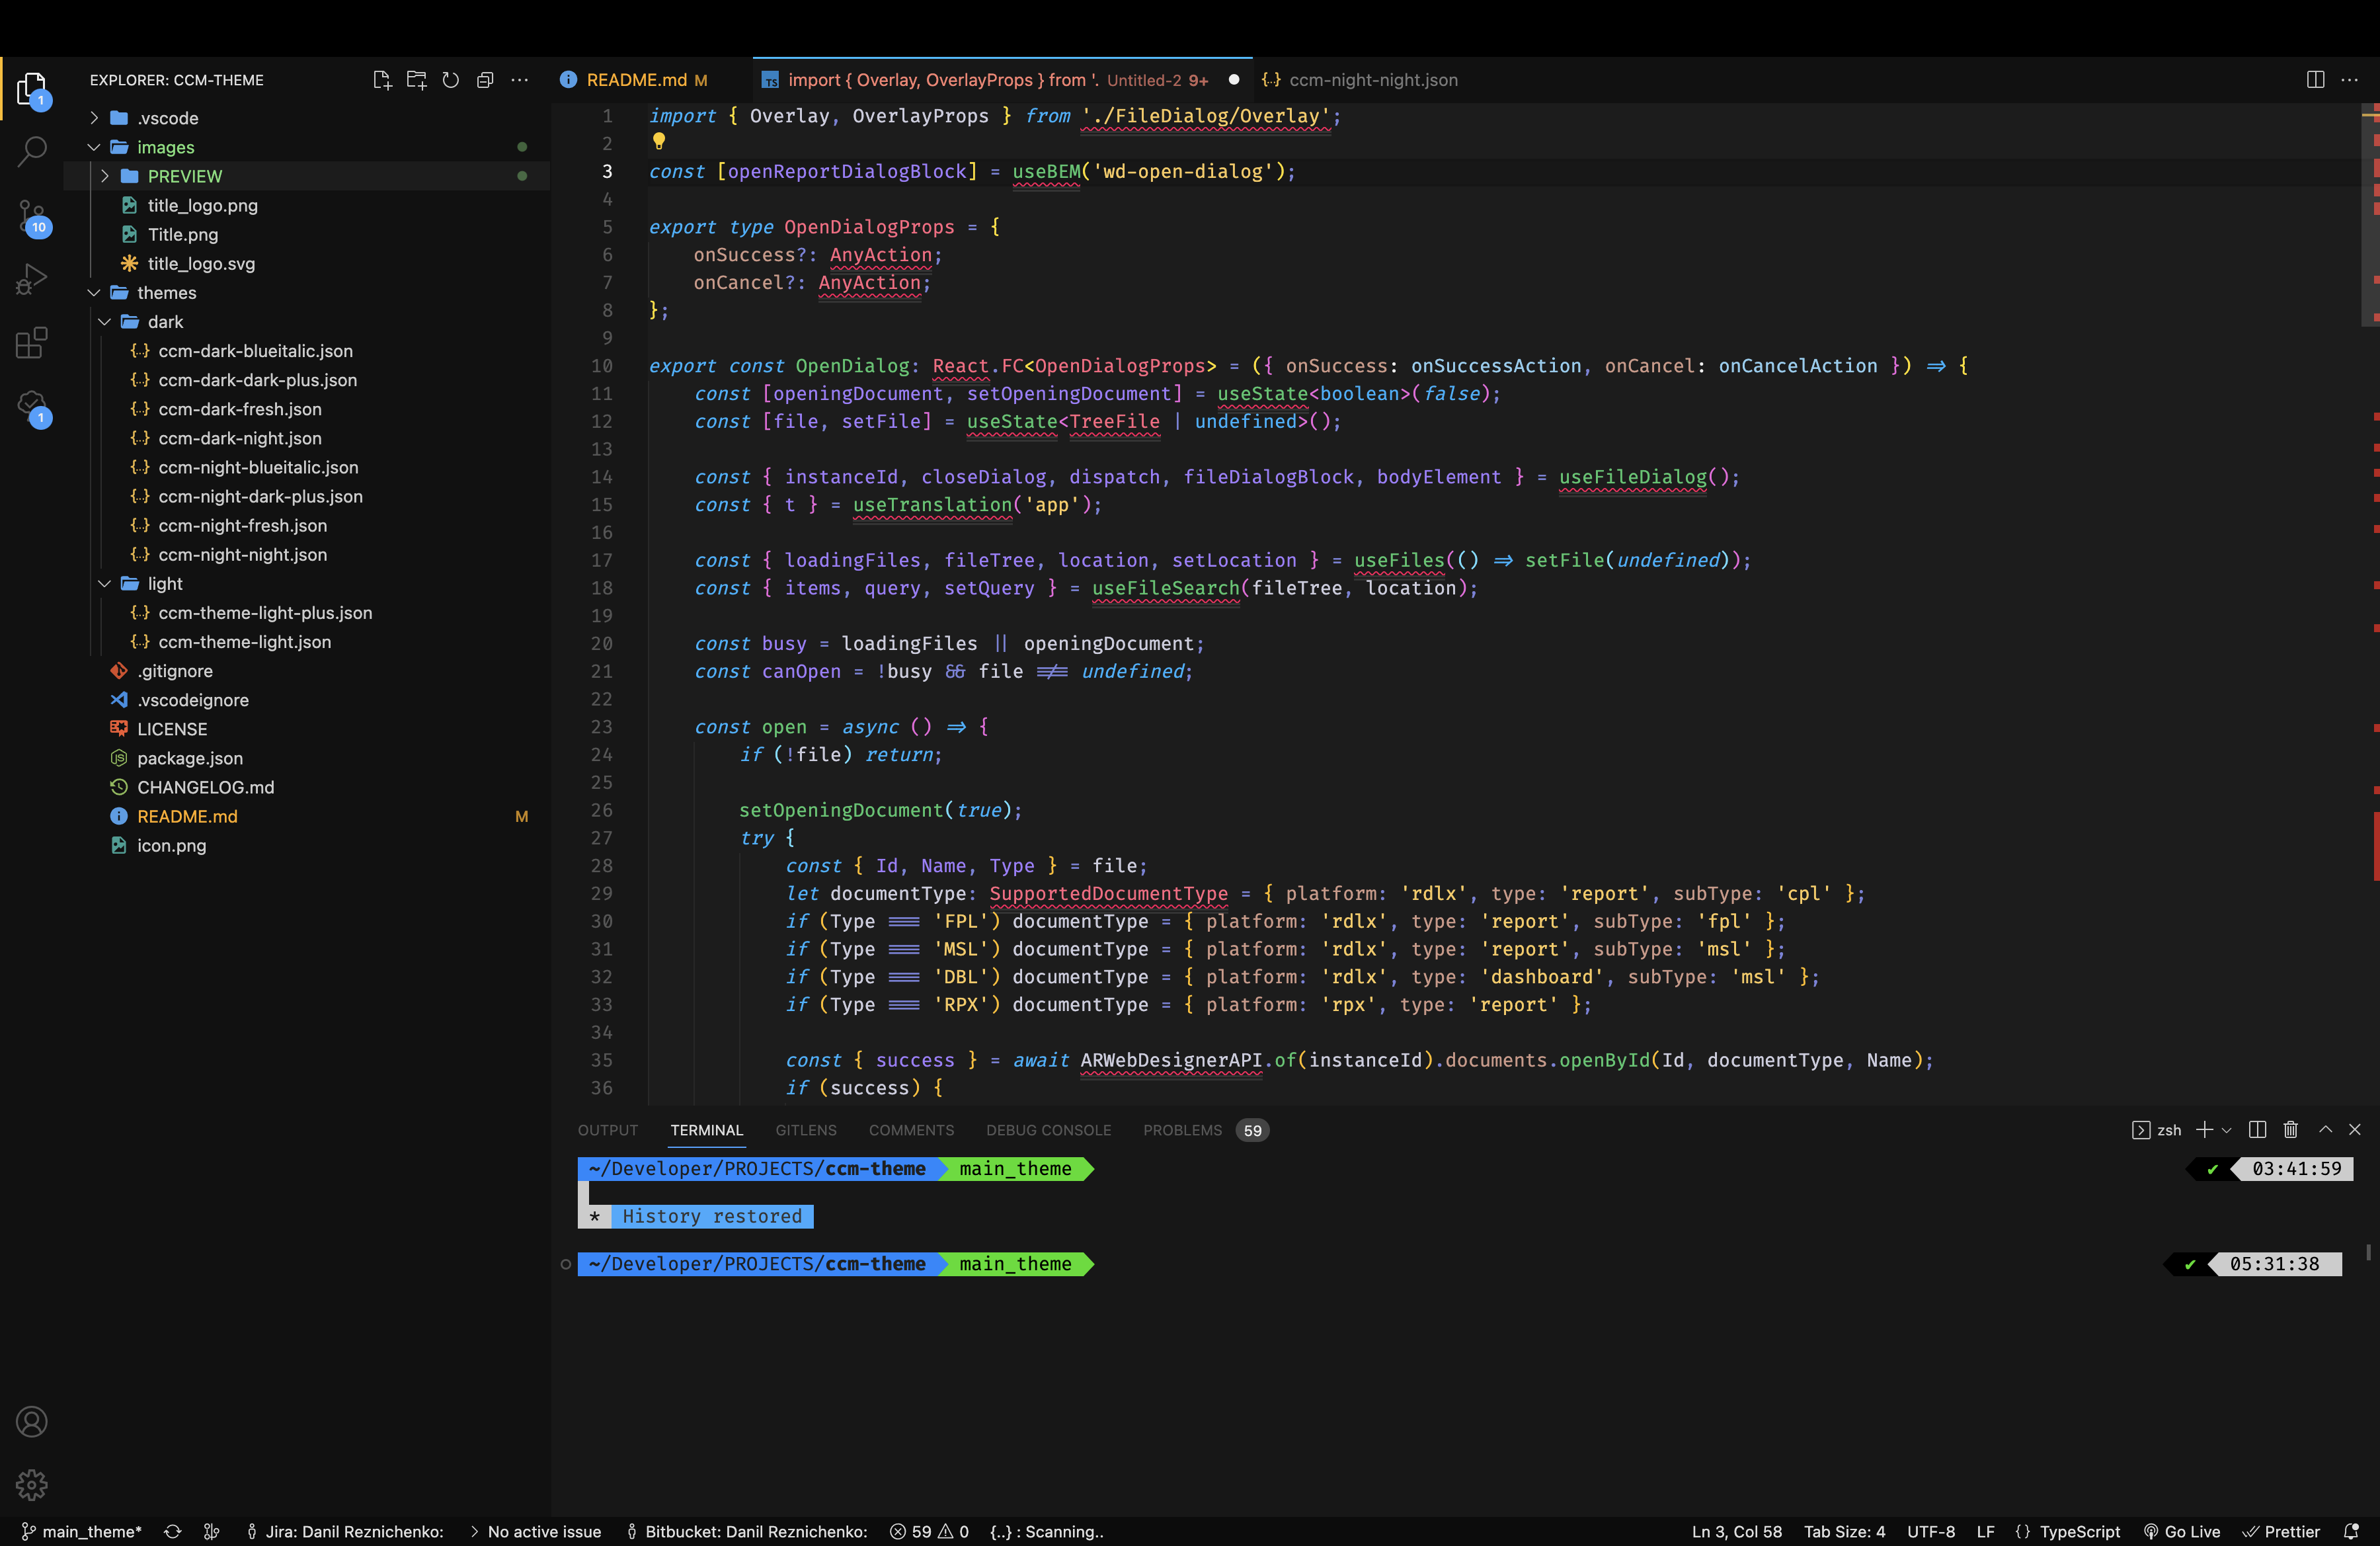 EXPLORER: CCM-THEME
README.md M
import { Overlay, OverlayProps } from '. Untitled-2 9+
ccm-night-night.json
1
10
1
.vscode
images
PREVIEW
title_logo.png
Title.png
title_logo.svg
themes
dark
ccm-dark-blueitalic.json
ccm-dark-dark-plus.json
ccm-dark-fresh.json
ccm-dark-night.json
ccm-night-blueitalic.json
ccm-night-dark-plus.json
ccm-night-fresh.json
ccm-night-night.json
light
ccm-theme-light-plus.json
ccm-theme-light.json
.gitignore
.vscodeignore
LICENSE
package.json
CHANGELOG.md
README.md M
icon.png
1 import { Overlay, OverlayProps } from './FileDialog/Overlay';
2
3 const [openReportDialogBlock] = useBEM('wd-open-dialog');
4
5 export type OpenDialogProps = {
6 onSuccess?: AnyAction;
7 onCancel?: AnyAction;
8 };
9
10 export const OpenDialog: React.FC<OpenDialogProps> = ({ onSuccess: onSuccessAction, onCancel: onCancelAction }) => {
11 const [openingDocument, setOpeningDocument] = useState<boolean>(false);
12 const [file, setFile] = useState<TreeFile | undefined>();
13
14 const { instanceId, closeDialog, dispatch, fileDialogBlock, bodyElement } = useFileDialog();
15 const { t } = useTranslation('app');
16
17 const { loadingFiles, fileTree, location, setLocation } = useFiles(() => setFile(undefined));
18 const { items, query, setQuery } = useFileSearch(fileTree, location);
19
20 const busy = loadingFiles || openingDocument;
21 const canOpen = !busy && file !== undefined;
22
23 const open = async () => {
24 if (!file) return;
25
26 setOpeningDocument(true);
27 try {
28 const { Id, Name, Type } = file;
29 let documentType: SupportedDocumentType = { platform: 'rdlx', type: 'report', subType: 'cpl' };
30 if (Type === 'FPL') documentType = { platform: 'rdlx', type: 'report', subType: 'fpl' };
31 if (Type === 'MSL') documentType = { platform: 'rdlx', type: 'report', subType: 'msl' };
32 if (Type === 'DBL') documentType = { platform: 'rdlx', type: 'dashboard', subType: 'msl' };
33 if (Type === 'RPX') documentType = { platform: 'rpx', type: 'report' };
34
35 const { success } = await ARWebDesignerAPI.of(instanceId).documents.openById(Id, documentType, Name);
36 if (success) {
OUTPUT TERMINAL GITLENS COMMENTS DEBUG CONSOLE PROBLEMS 59 zsh
~/Developer/PROJECTS/ccm-theme main_theme ✔ 03:41:59
* History restored
~/Developer/PROJECTS/ccm-theme main_theme ✔ 05:31:38
main_theme* Jira: Danil Reznichenko: > No active issue Bitbucket: Danil Reznichenko: 59 0 {..} : Scanning.. Ln 3, Col 58 Tab Size: 4 UTF-8 LF {} TypeScript Go Live Prettier